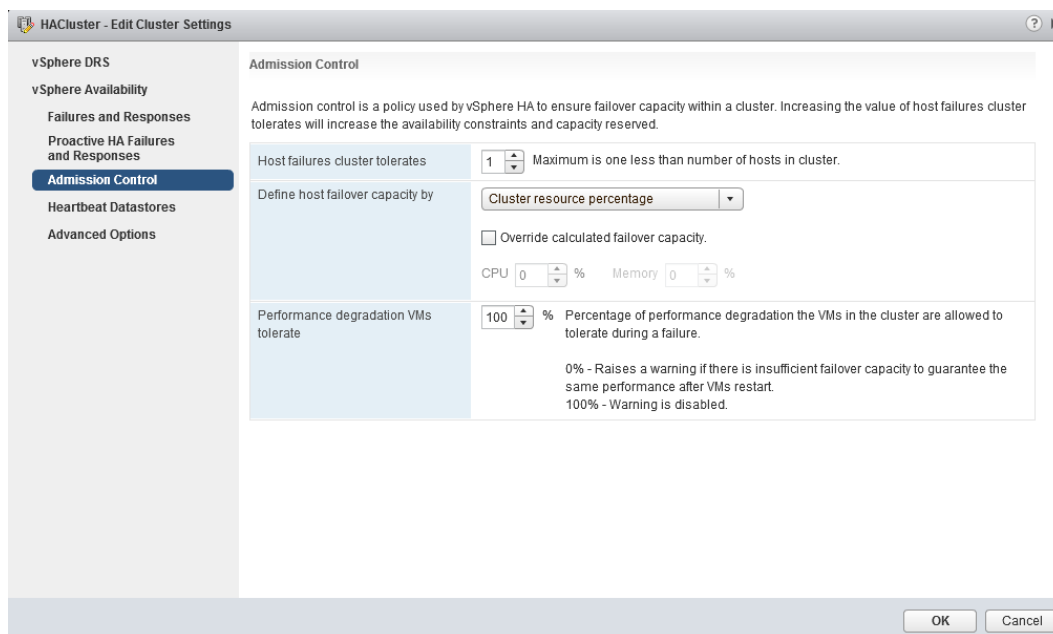 HACluster - Edit Cluster Settings
?
vSphere DRS
vSphere Availability
Failures and Responses
Proactive HA Failures
and Responses
Admission Control
Heartbeat Datastores
Advanced Options
Admission Control
Admission control is a policy used by vSphere HA to ensure failover capacity within a cluster. Increasing the value of host failures cluster
tolerates will increase the availability constraints and capacity reserved.
Host failures cluster tolerates
1 Maximum is one less than number of hosts in cluster.
Define host failover capacity by
Cluster resource percentage
Override calculated failover capacity.
CPU 0 % Memory 0 %
Performance degradation VMs
tolerate
100 % Percentage of performance degradation the VMs in the cluster are allowed to
tolerate during a failure.
0% - Raises a warning if there is insufficient failover capacity to guarantee the
same performance after VMs restart.
100% - Warning is disabled.
OK Cancel